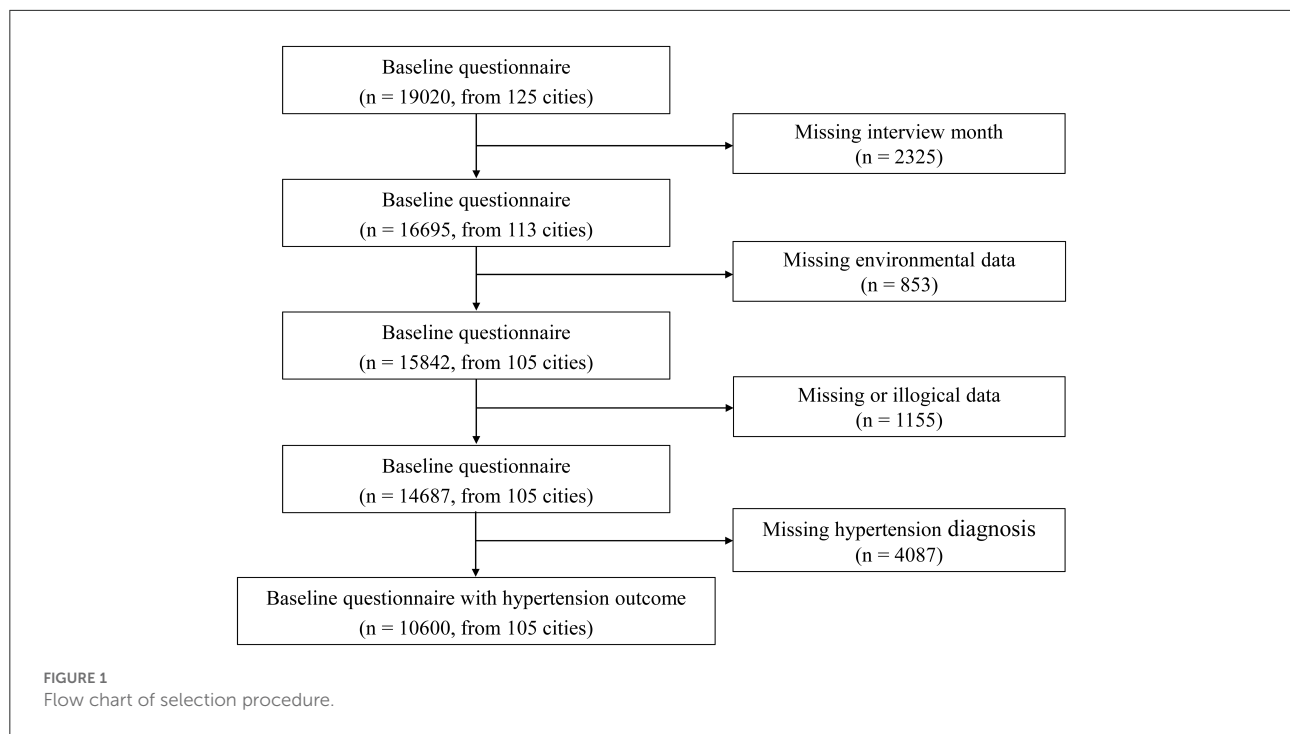 Baseline questionnaire
(n = 19020, from 125 cities)
Missing interview month
(n = 2325)
Baseline questionnaire
(n = 16695, from 113 cities)
Missing environmental data
(n = 853)
Baseline questionnaire
(n = 15842, from 105 cities)
Missing or illogical data
(n = 1155)
Baseline questionnaire
(n = 14687, from 105 cities)
Missing hypertension diagnosis
(n = 4087)
Baseline questionnaire with hypertension outcome
(n = 10600, from 105 cities)
FIGURE 1
Flow chart of selection procedure.